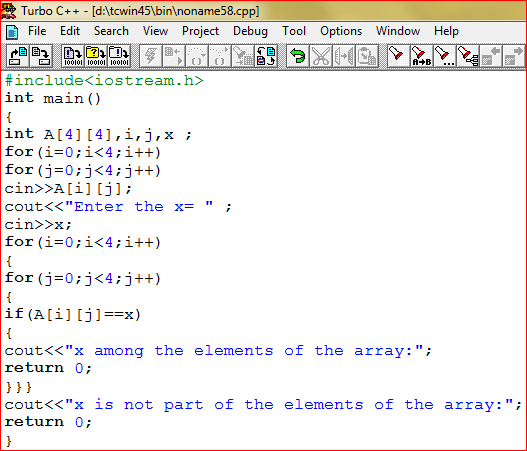 Turbo C++ - [d:\tcwin45\bin\noname58.cpp]
File Edit Search View Project Debug Tool Options Window Help
#include<iostream.h>
int main()
{
int A[4][4],i,j,x ;
for(i=0;i<4;i++)
for(j=0;j<4;j++)
cin>>A[i][j];
cout<<"Enter the x= " ;
cin>>x;
for(i=0;i<4;i++)
{
for(j=0;j<4;j++)
{
if(A[i][j]==x)
{
cout<<"x among the elements of the array:";
return 0;
}}}
cout<<"x is not part of the elements of the array:";
return 0;
}